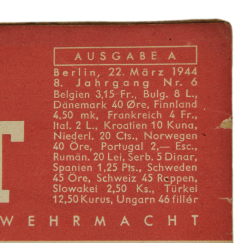 AUSGABE A
Berlin, 22. März 1944
8. Jahrgang Nr. 6
Belgien 3,15 Fr., Bulg. 8 L.,
Dänemark 40 Öre, Finnland
4,50 mk, Frankreich 4 Fr.,
Ital. 2 L., Kroatien 10 Kuna,
Niederl. 20 Cts., Norwegen
40 Öre, Portugal 2,— Esc.,
Rumän. 20 Lei, Serb. 5 Dinar,
Spanien 1,25 Pts., Schweden
45 Öre, Schweiz 45 Rappen,
Slowakei 2,50 Ks., Türkei
12,50 Kurus, Ungarn 46 fillér
T
WEHRMACHT